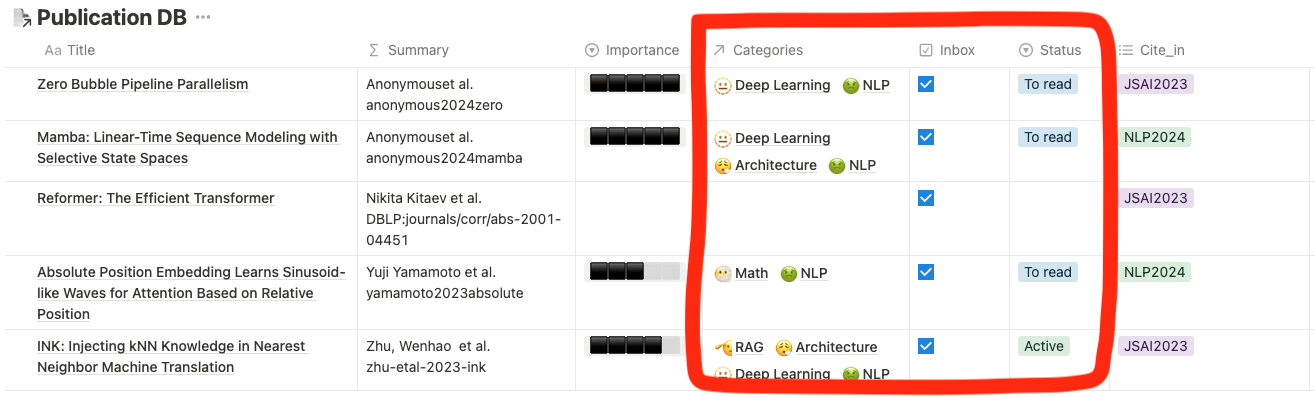 Publication DB ...
Aa Title
Σ Summary
Importance
Categories
Inbox
Status
Cite_in
Zero Bubble Pipeline Parallelism
Anonymouset al.
anonymous2024zero
Deep Learning NLP
To read
JSAI2023
Mamba: Linear-Time Sequence Modeling with
Selective State Spaces
Anonymouset al.
anonymous2024mamba
Deep Learning
Architecture NLP
To read
NLP2024
Reformer: The Efficient Transformer
Nikita Kitaev et al.
DBLP:journals/corr/abs-2001-
04451
JSAI2023
Absolute Position Embedding Learns Sinusoid-
like Waves for Attention Based on Relative
Position
Yuji Yamamoto et al.
yamamoto2023absolute
Math NLP
To read
NLP2024
INK: Injecting kNN Knowledge in Nearest
Neighbor Machine Translation
Zhu, Wenhao et al.
zhu-etal-2023-ink
RAG Architecture
Deep Learning NLP
Active
JSAI2023